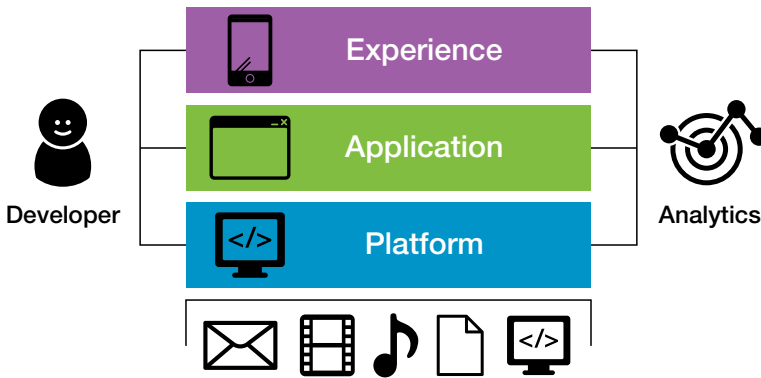 Experience
Application
Developer
Analytics
</>
Platform
</>